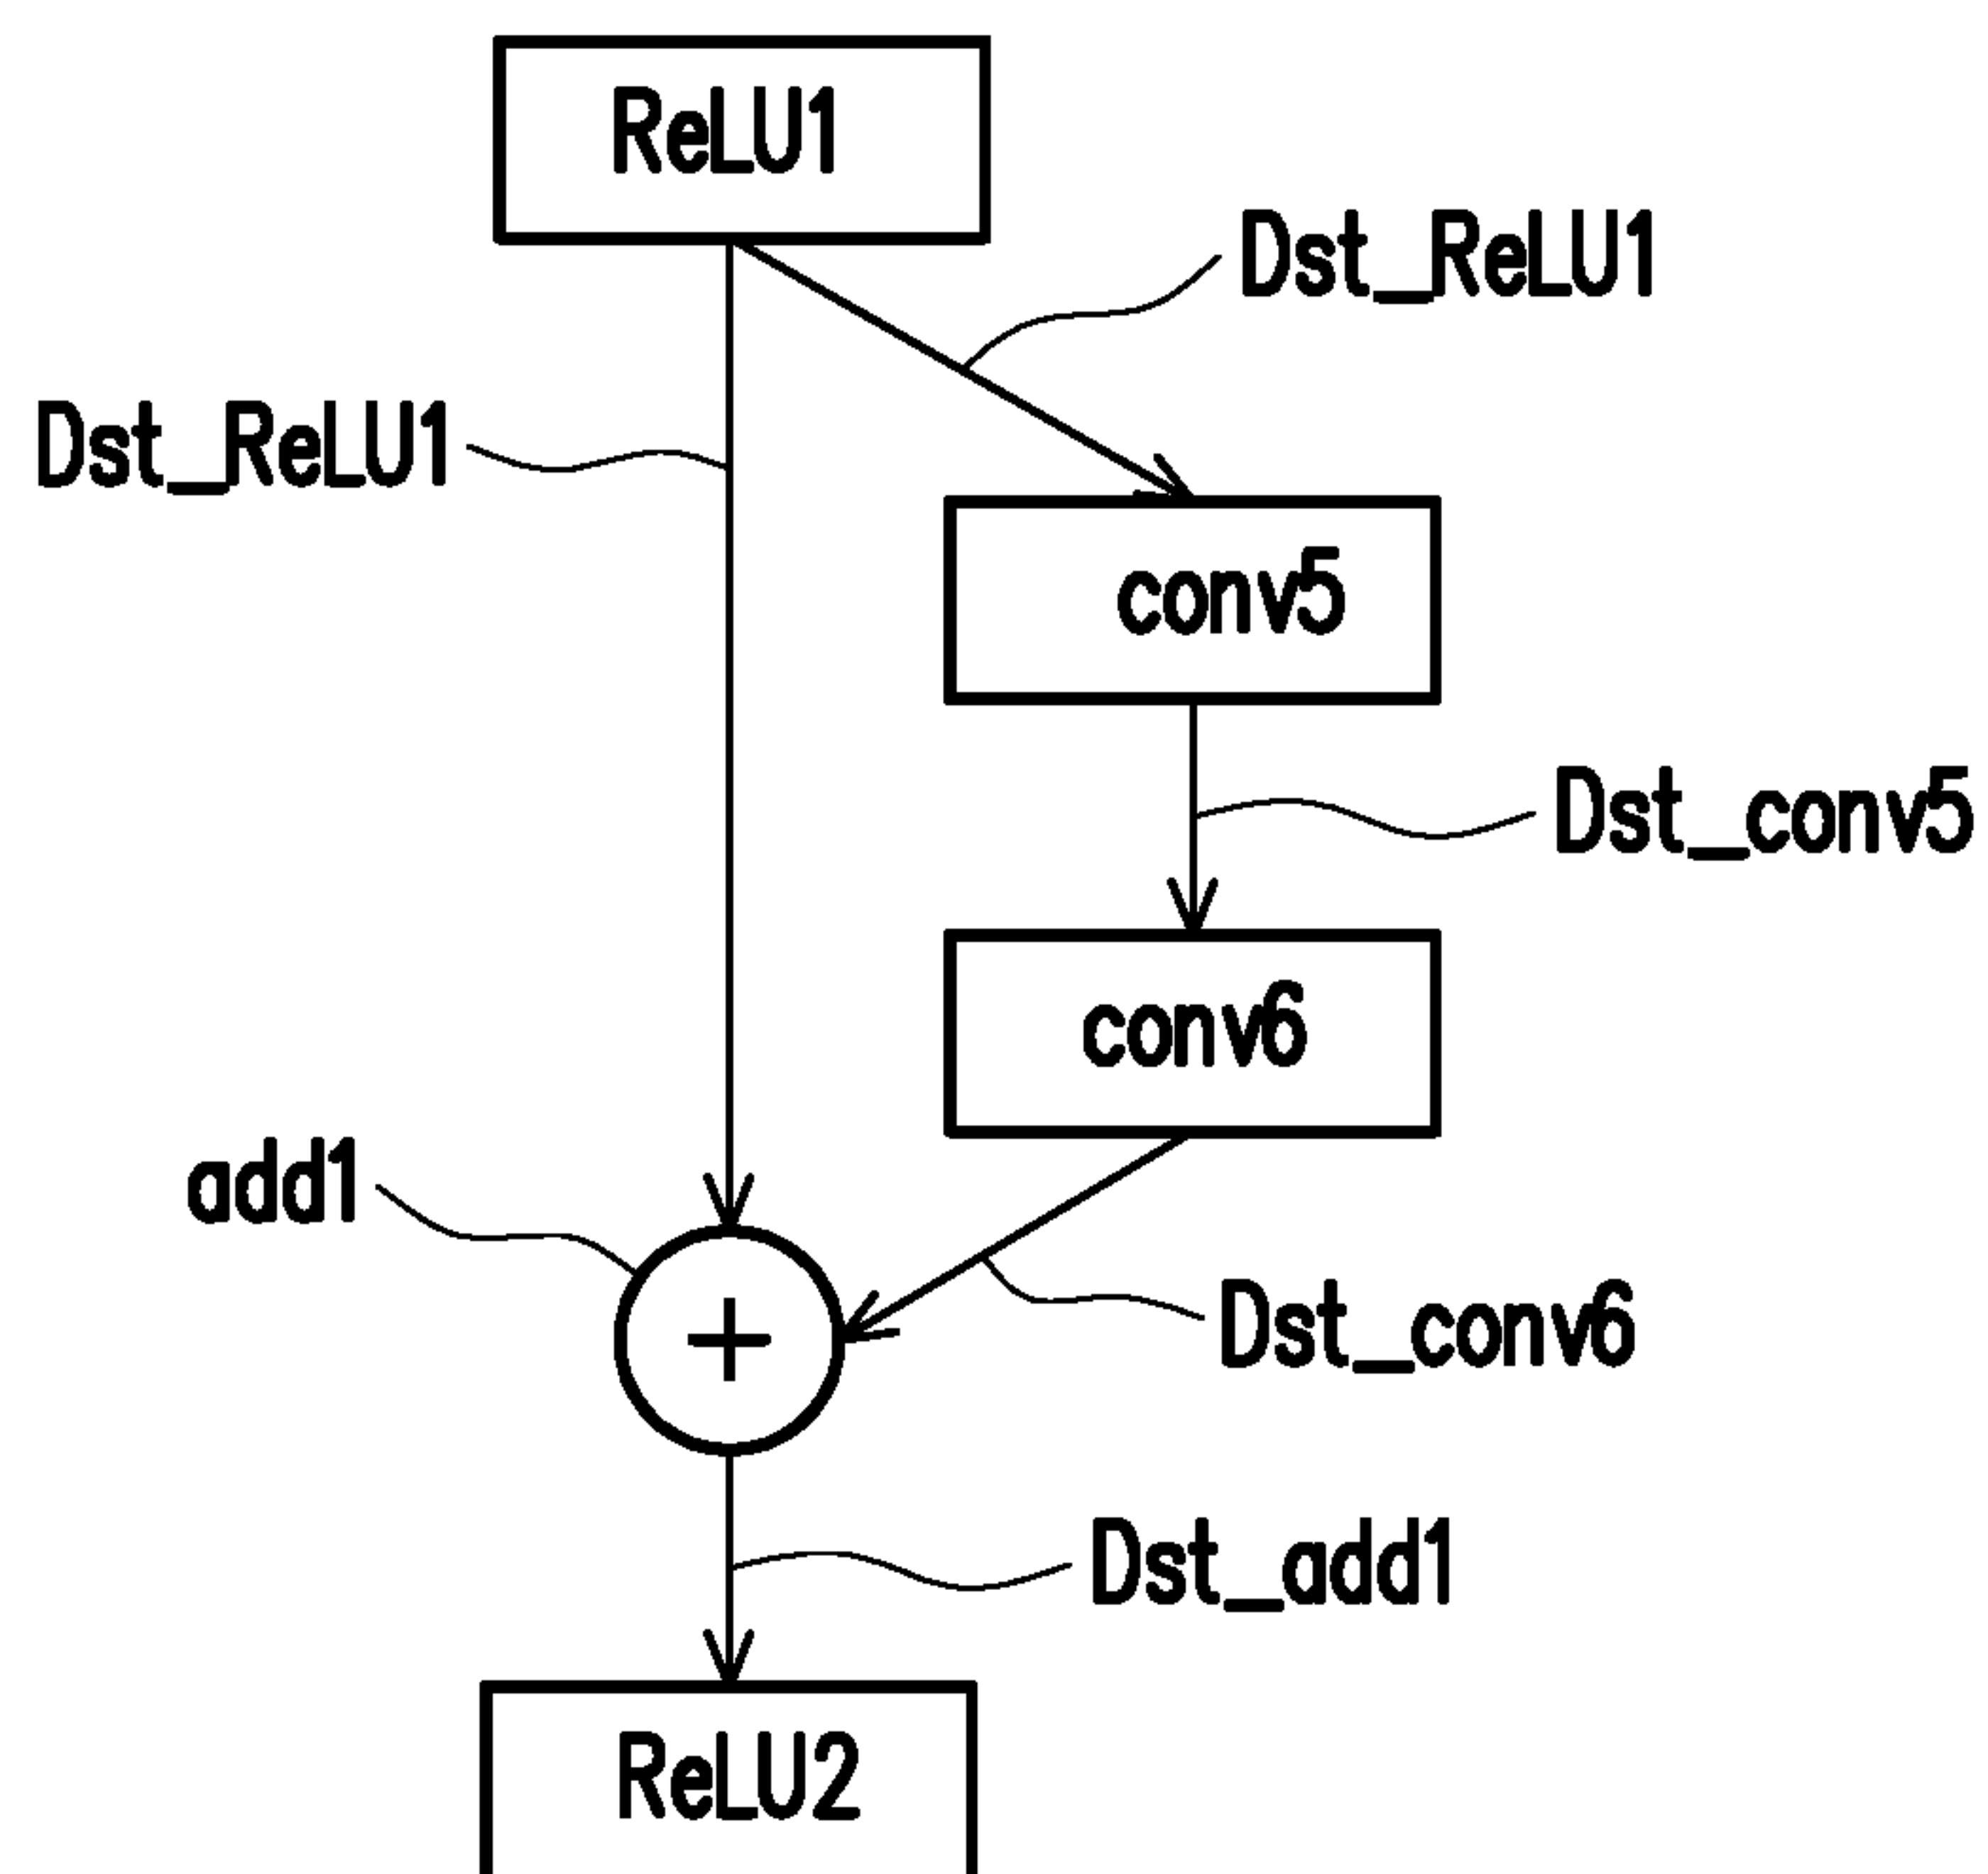 ReLU1
Dst_ReLU1
Dst_ReLU1
conv5
Dst_conv5
conv6
add1
+
Dst_conv6
Dst_add1
ReLU2